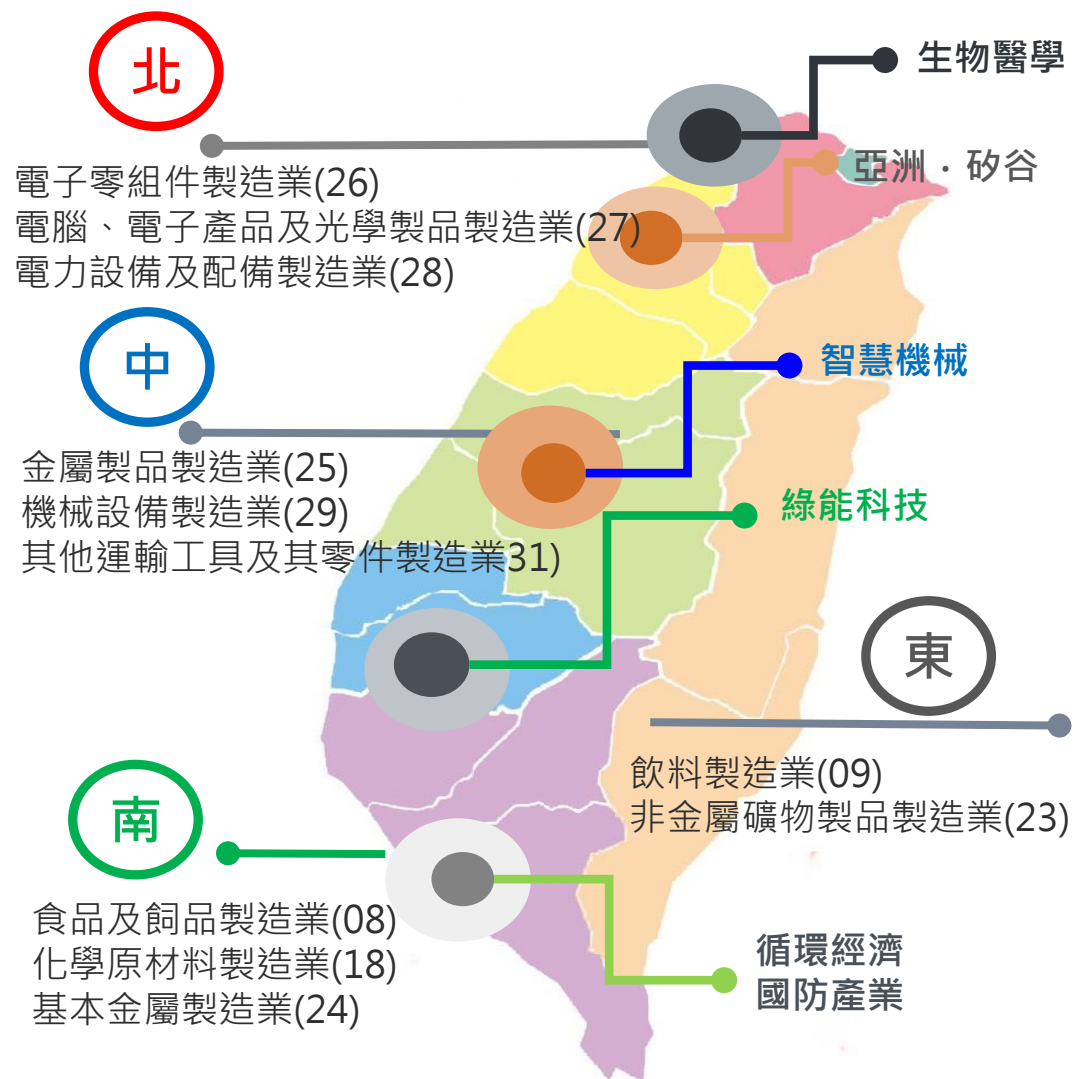 北
生物醫學
亞洲．矽谷
電子零組件製造業(26)
電腦、電子產品及光學製品製造業(27)
電力設備及配備製造業(28)
中
智慧機械
金屬製品製造業(25)
機械設備製造業(29)
其他運輸工具及其零件製造業31)
綠能科技
東
飲料製造業(09)
非金屬礦物製品製造業(23)
南
食品及飼品製造業(08)
化學原材料製造業(18)
基本金屬製造業(24)
循環經濟
國防產業